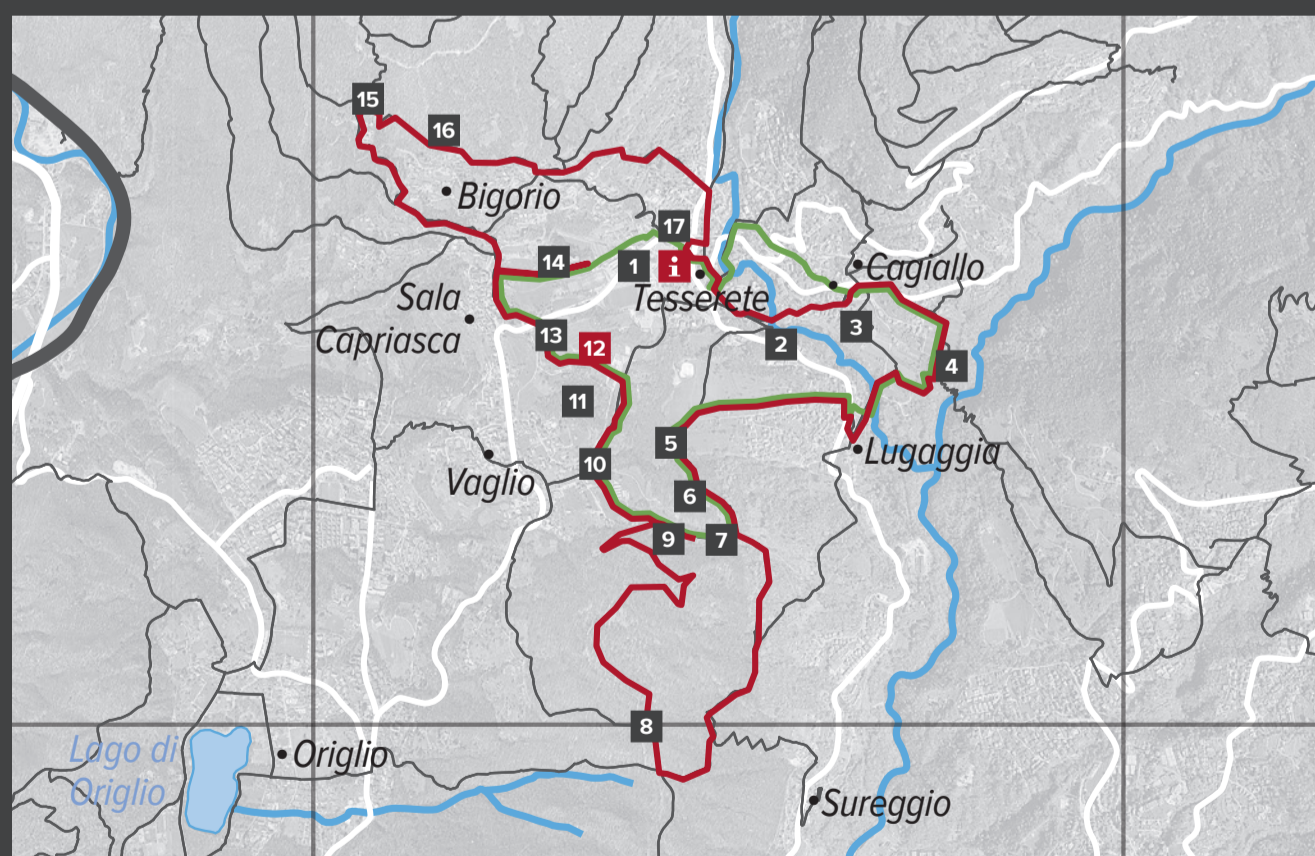 15
16
Bigorio
17
14
1
i
Tesserete
Cagiallo
Sala
Capriasca
13
12
2
3
4
11
5
Lugaggia
Vaglio
10
6
9
7
8
Lago di
Origlio
Origlio
Sureggio